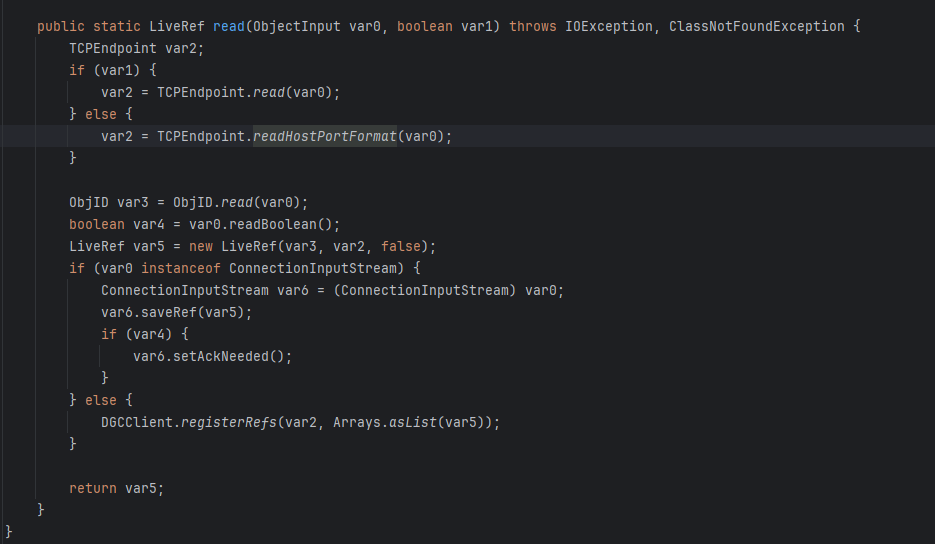 public static LiveRef read(ObjectInput var0, boolean var1) throws IOException, ClassNotFoundException {
TCPEndpoint var2;
if (var1) {
var2 = TCPEndpoint.read(var0);
} else {
var2 = TCPEndpoint.readHostPortFormat(var0);
}
ObjID var3 = ObjID.read(var0);
boolean var4 = var0.readBoolean();
LiveRef var5 = new LiveRef(var3, var2, false);
if (var0 instanceof ConnectionInputStream) {
ConnectionInputStream var6 = (ConnectionInputStream) var0;
var6.saveRef(var5);
if (var4) {
var6.setAckNeeded();
}
} else {
DGCClient.registerRefs(var2, Arrays.asList(var5));
}
return var5;
}
}